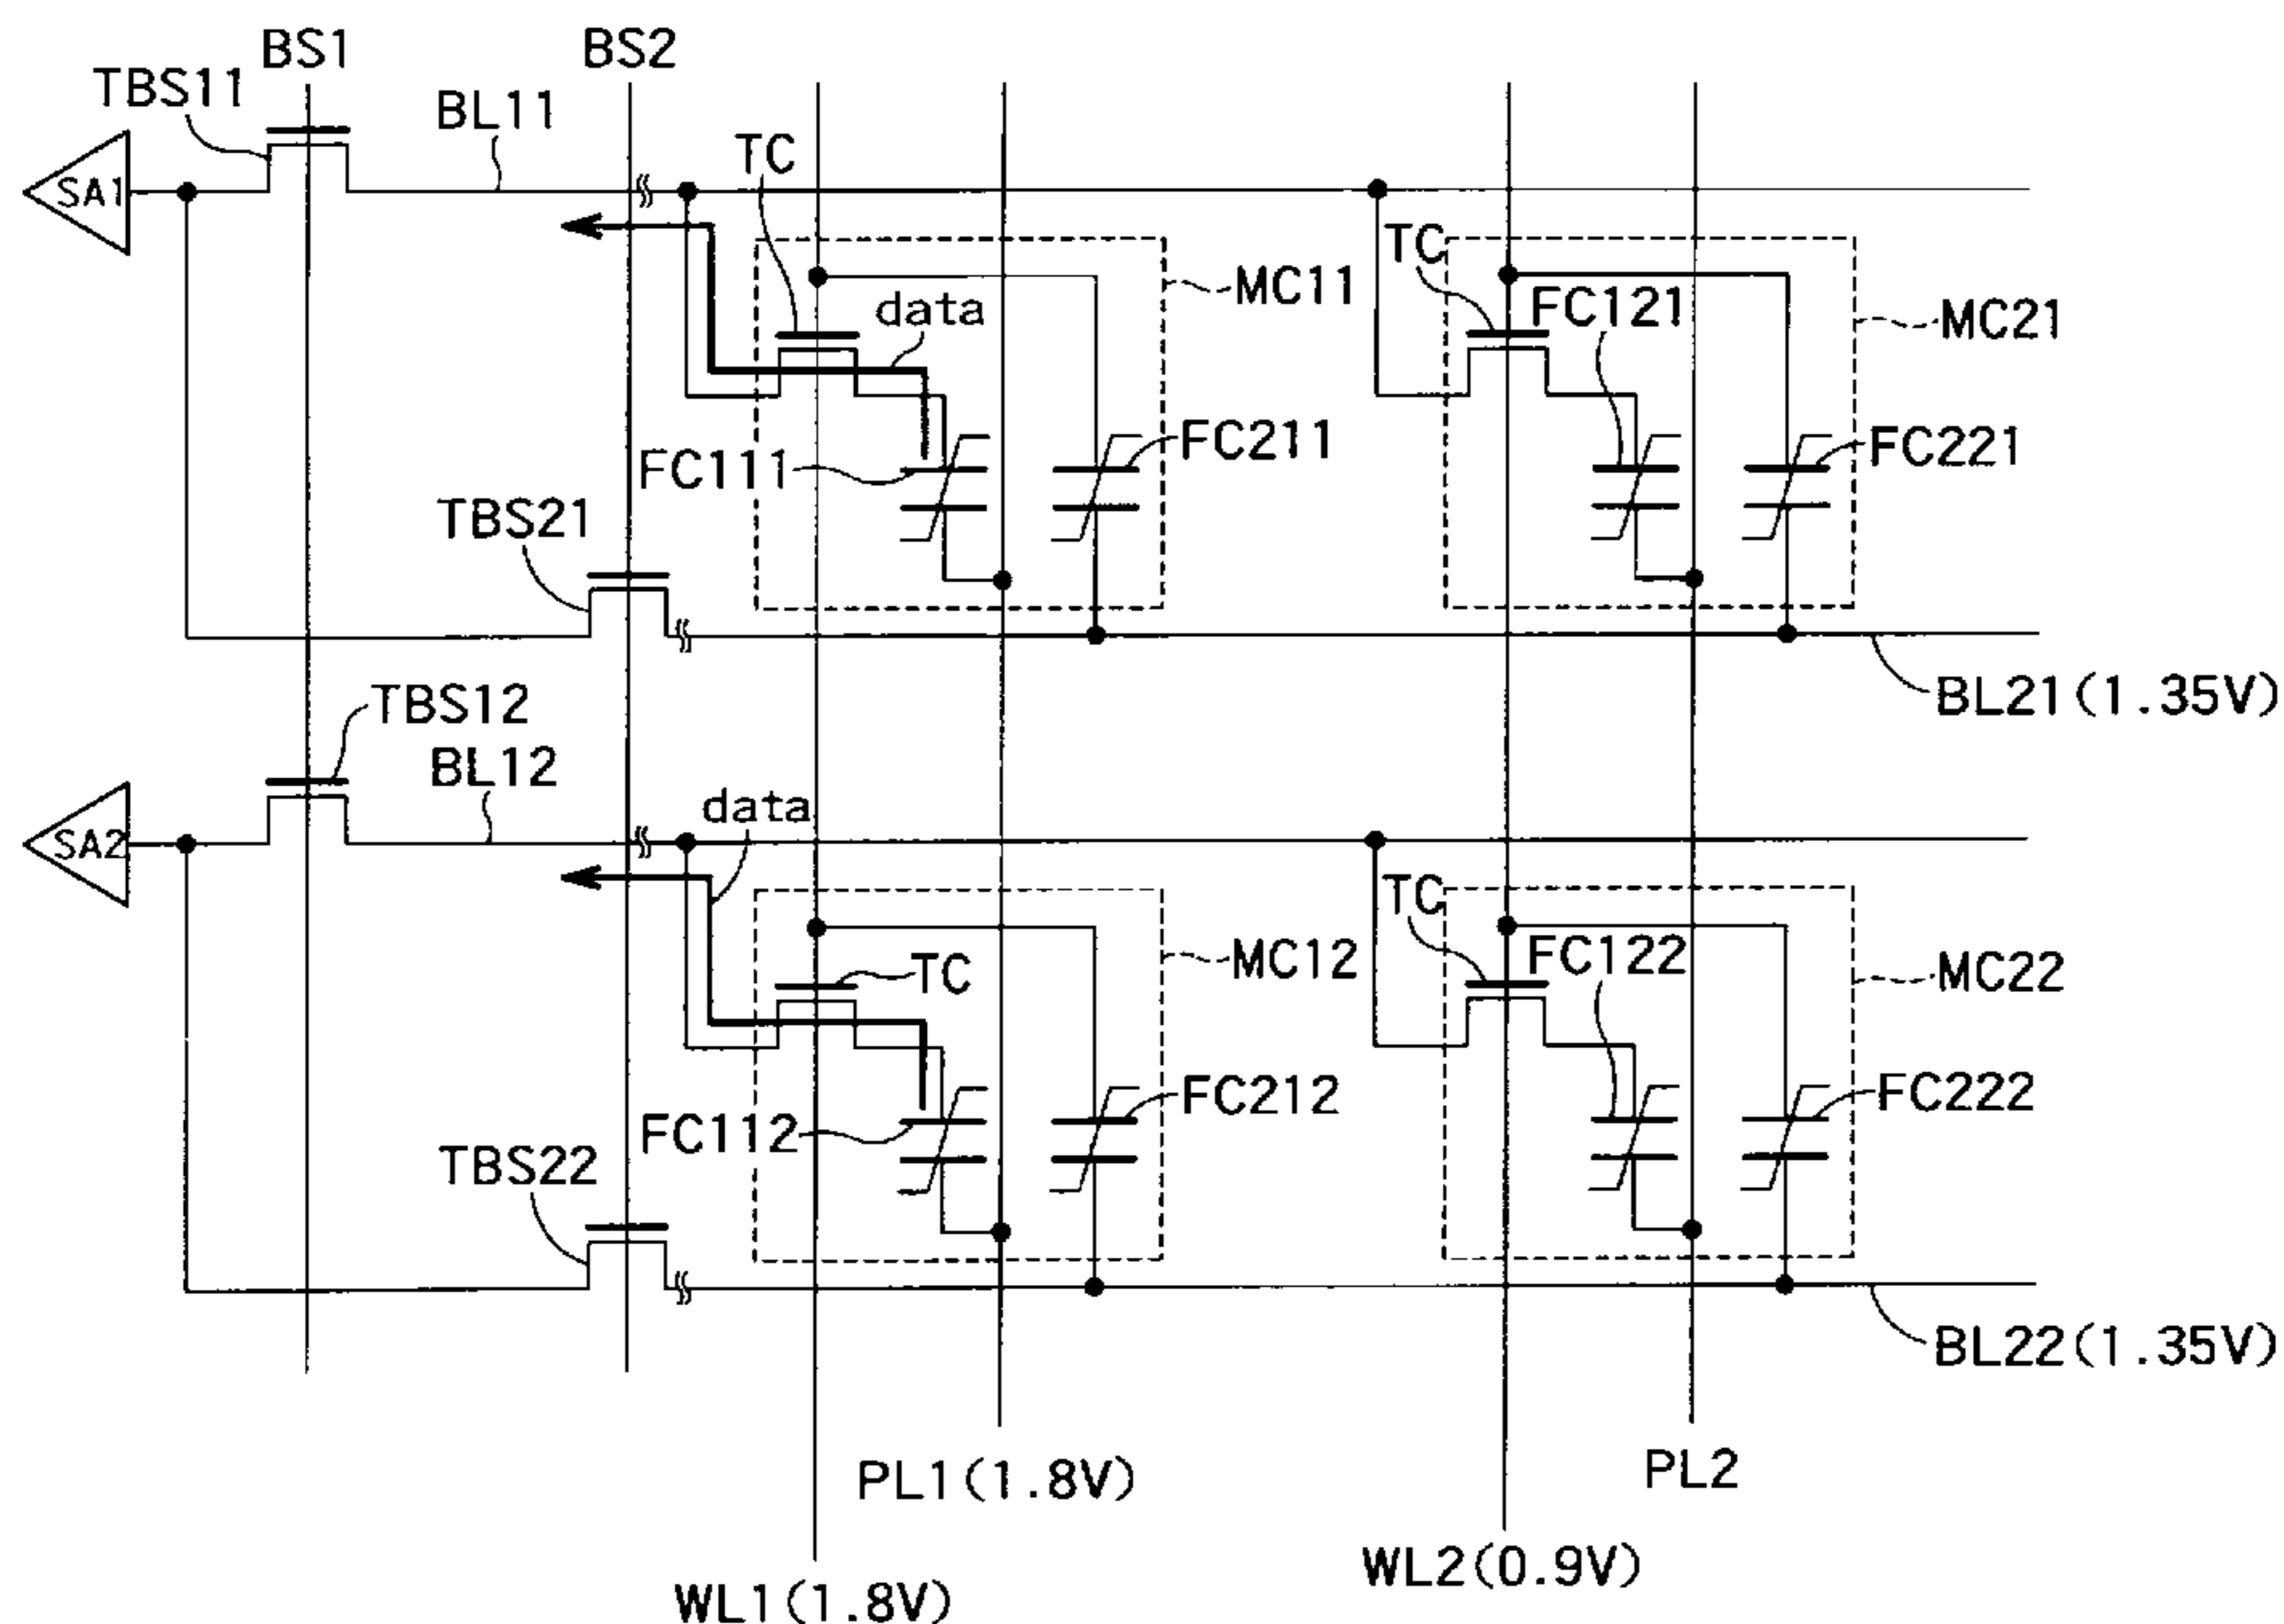 BS1
BS2
TBS11
BL11
TC
SA1
TC
MC11
FC121
MC21
data
FC111
FC211
FC221
TBS21
BL21(1.35V)
TBS12
BL12
data
SA2
TC
MC12
FC122
MC22
TC
FC112
FC212
FC222
TBS22
BL22(1.35V)
PL1(1.8V)
PL2
WL2(0.9V)
WL1(1.8V)